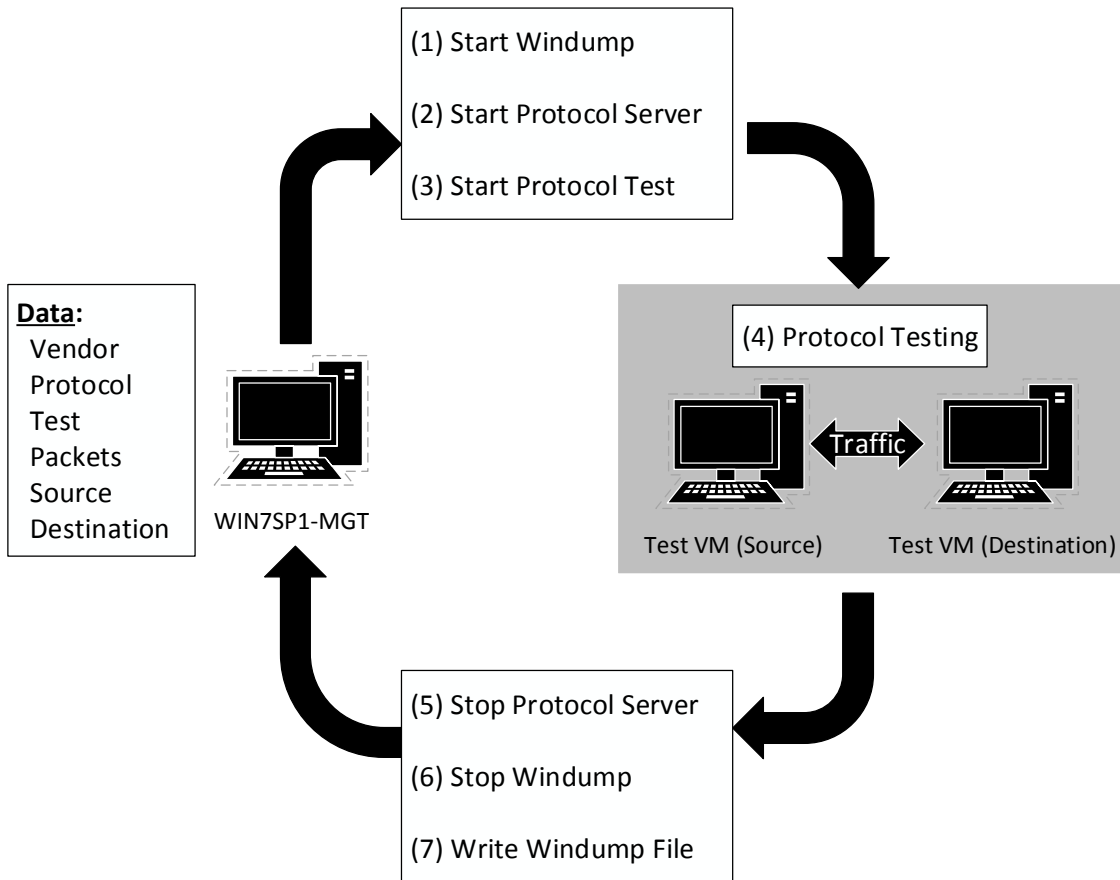 (1) Start Windump
(2) Start Protocol Server
(3) Start Protocol Test
Data:
Vendor
Protocol
Test
Packets
Source
Destination
WIN7SP1-MGT
(4) Protocol Testing
Traffic
Test VM (Source)
Test VM (Destination)
(5) Stop Protocol Server
(6) Stop Windump
(7) Write Windump File